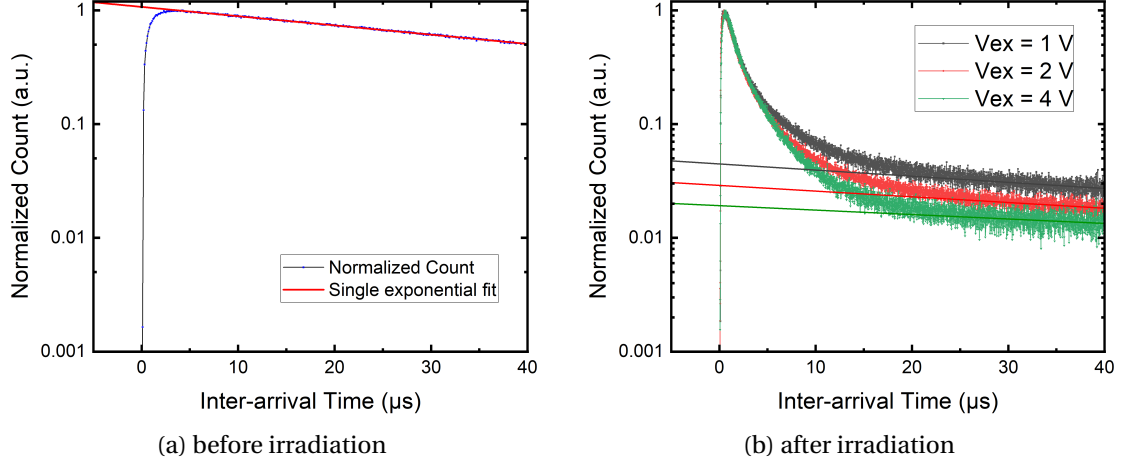 1
0.1
0.01
0.001
Normalized Count (a.u.)
Normalized Count
Single exponential fit
0
10
20
30
40
Inter-arrival Time (μs)
(a) before irradiation
1
0.1
0.01
0.001
Normalized Count (a.u.)
Vex = 1 V
Vex = 2 V
Vex = 4 V
0
10
20
30
40
Inter-arrival Time (μs)
(b) after irradiation